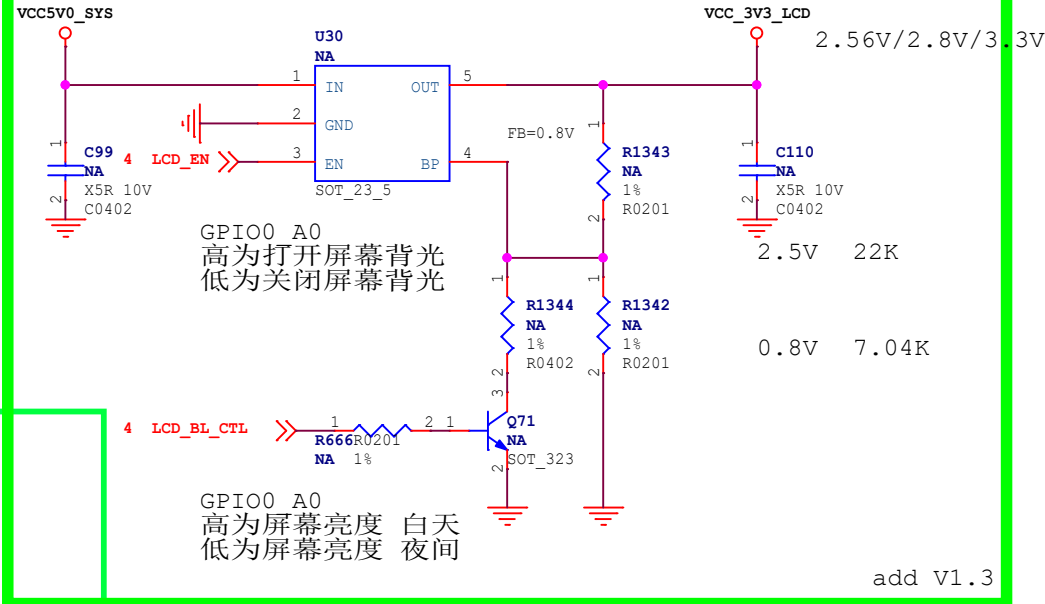 VCC5V0_SYS
VCC_3V3_LCD
2.56V/2.8V/3.3V
U30
NA
1
IN
OUT
5
2
GND
FB=0.8V
1
3
EN
BP
4
SOT_23_5
4 LCD_EN
1
C99
NA
X5R 10V
C0402
2
R1343
NA
1%
R0201
2
1
C110
NA
X5R 10V
C0402
2
GPIO0_A0
高为打开屏幕背光
低为关闭屏幕背光
2.5V 22K
1
R1344
NA
1%
R0402
2
1
R1342
NA
1%
R0201
2
0.8V 7.04K
4 LCD_BL_CTL
1
2
R666
R0201
NA 1%
1
3
Q71
NA
SOT_323
2
GPIO0_A0
高为屏幕亮度 白天
低为屏幕亮度 夜间
add V1.3